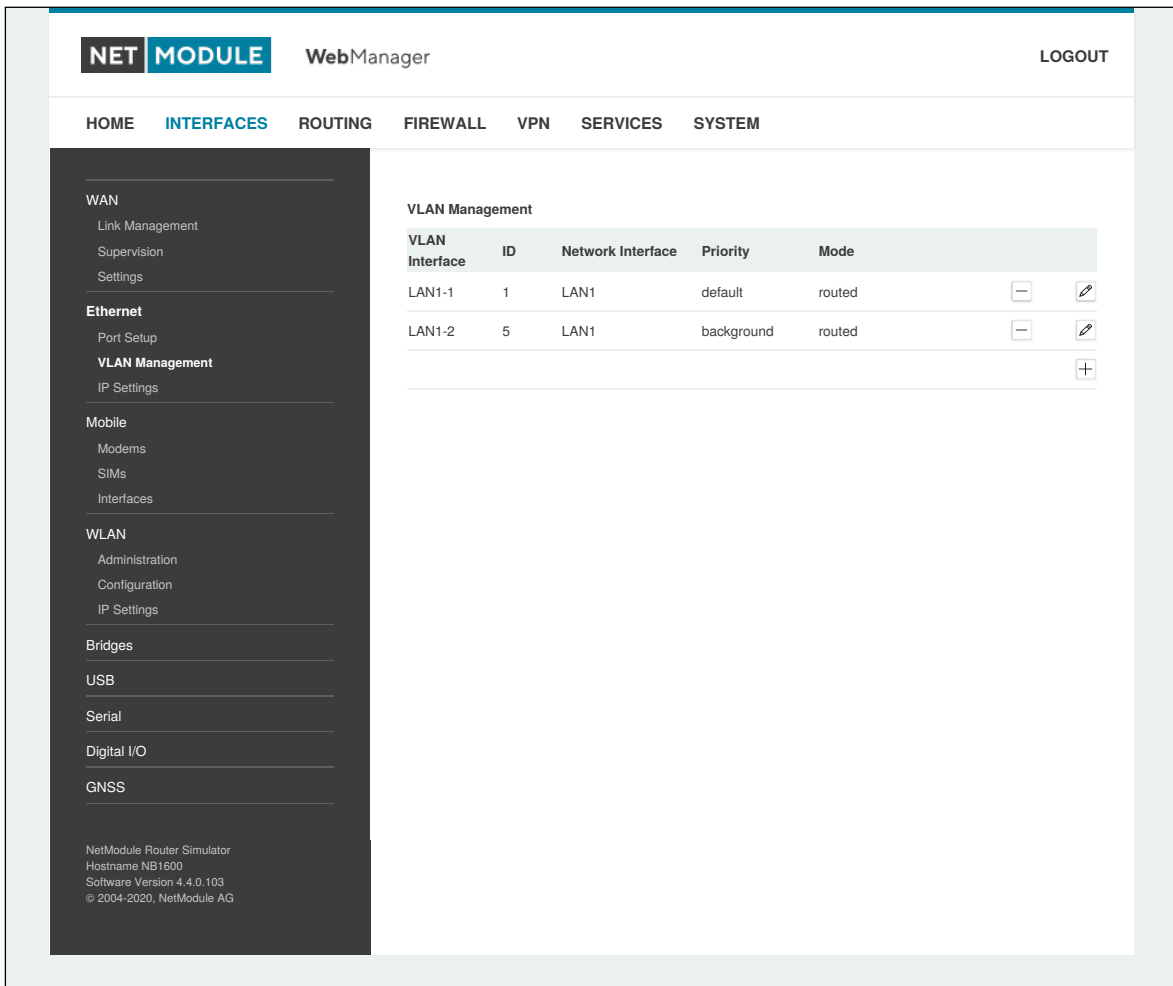 NET MODULE WebManager LOGOUT
HOME INTERFACES ROUTING FIREWALL VPN SERVICES SYSTEM
WAN
Link Management
Supervision
Settings
Ethernet
Port Setup
VLAN Management
IP Settings
Mobile
Modems
SIMs
Interfaces
WLAN
Administration
Configuration
IP Settings
Bridges
USB
Serial
Digital I/O
GNSS
NetModule Router Simulator
Hostname NB1600
Software Version 4.4.0.103
© 2004-2020, NetModule AG
VLAN Management
VLAN Interface ID Network Interface Priority Mode
LAN1-1 1 LAN1 default routed
LAN1-2 5 LAN1 background routed